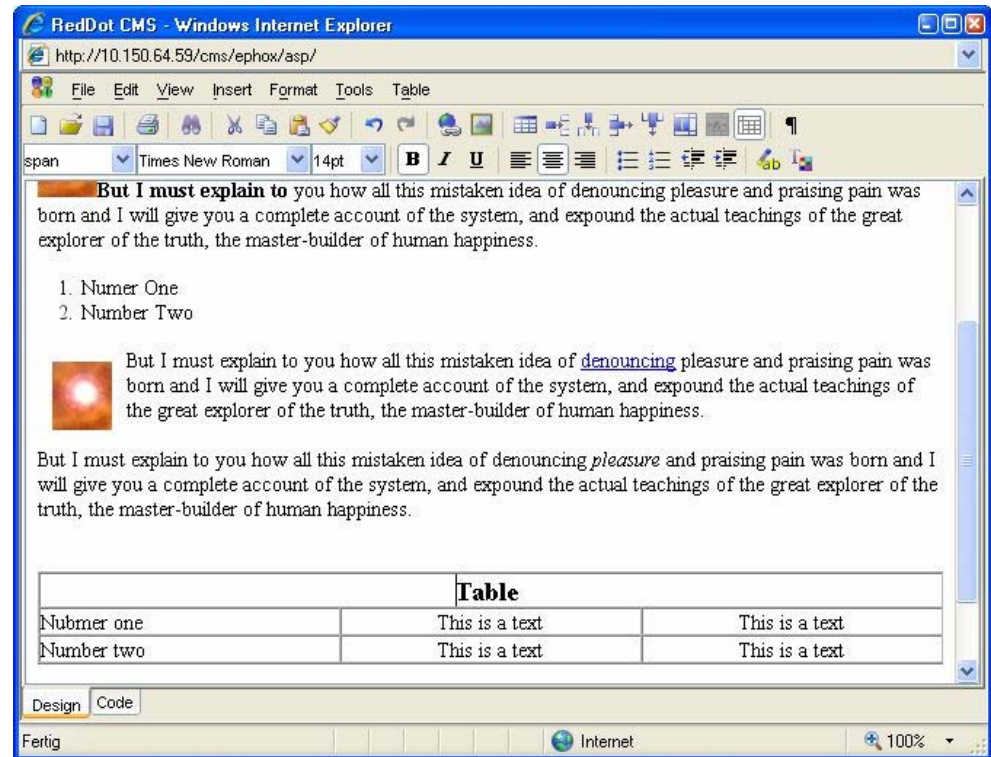 RedDot CMS - Windows Internet Explorer
http://10.150.64.59/cms/ephox/asp/
File Edit View Insert Format Tools Table
span Times New Roman 14pt B I U
But I must explain to you how all this mistaken idea of denouncing pleasure and praising pain was
born and I will give you a complete account of the system, and expound the actual teachings of the great
explorer of the truth, the master-builder of human happiness.
1. Numer One
2. Number Two
But I must explain to you how all this mistaken idea of denouncing pleasure and praising pain was
born and I will give you a complete account of the system, and expound the actual teachings of
the great explorer of the truth, the master-builder of human happiness.
But I must explain to you how all this mistaken idea of denouncing pleasure and praising pain was born and I
will give you a complete account of the system, and expound the actual teachings of the great explorer of the
truth, the master-builder of human happiness.
Table
Nubmer one This is a text This is a text
Number two This is a text This is a text
Design Code
Fertig Internet 100%